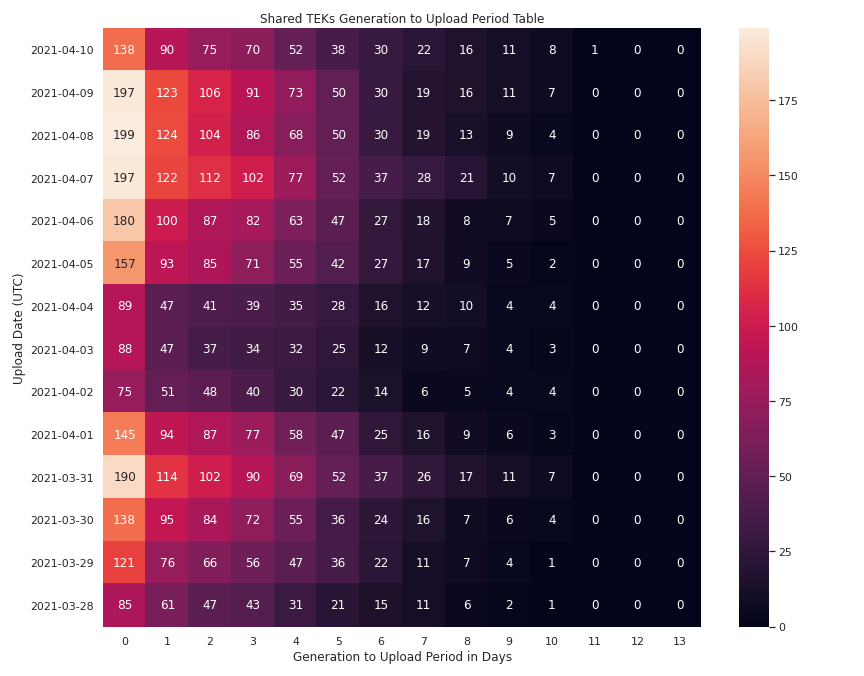 Shared TEKs Generation to Upload Period Table
Upload Date (UTC)
2021-04-10 138 90 75 70 52 38 30 22 16 11 8 1 0 0
2021-04-09 197 123 106 91 73 50 30 19 16 11 7 0 0 0
2021-04-08 199 124 104 86 68 50 30 19 13 9 4 0 0 0
2021-04-07 197 122 112 102 77 52 37 28 21 10 7 0 0 0
2021-04-06 180 100 87 82 63 47 27 18 8 7 5 0 0 0
2021-04-05 157 93 85 71 55 42 27 17 9 5 2 0 0 0
2021-04-04 89 47 41 39 35 28 16 12 10 4 4 0 0 0
2021-04-03 88 47 37 34 32 25 12 9 7 4 3 0 0 0
2021-04-02 75 51 48 40 30 22 14 6 5 4 4 0 0 0
2021-04-01 145 94 87 77 58 47 25 16 9 6 3 0 0 0
2021-03-31 190 114 102 90 69 52 37 26 17 11 7 0 0 0
2021-03-30 138 95 84 72 55 36 24 16 7 6 4 0 0 0
2021-03-29 121 76 66 56 47 36 22 11 7 4 1 0 0 0
2021-03-28 85 61 47 43 31 21 15 11 6 2 1 0 0 0
0 1 2 3 4 5 6 7 8 9 10 11 12 13
Generation to Upload Period in Days
175
150
125
100
75
50
25
0